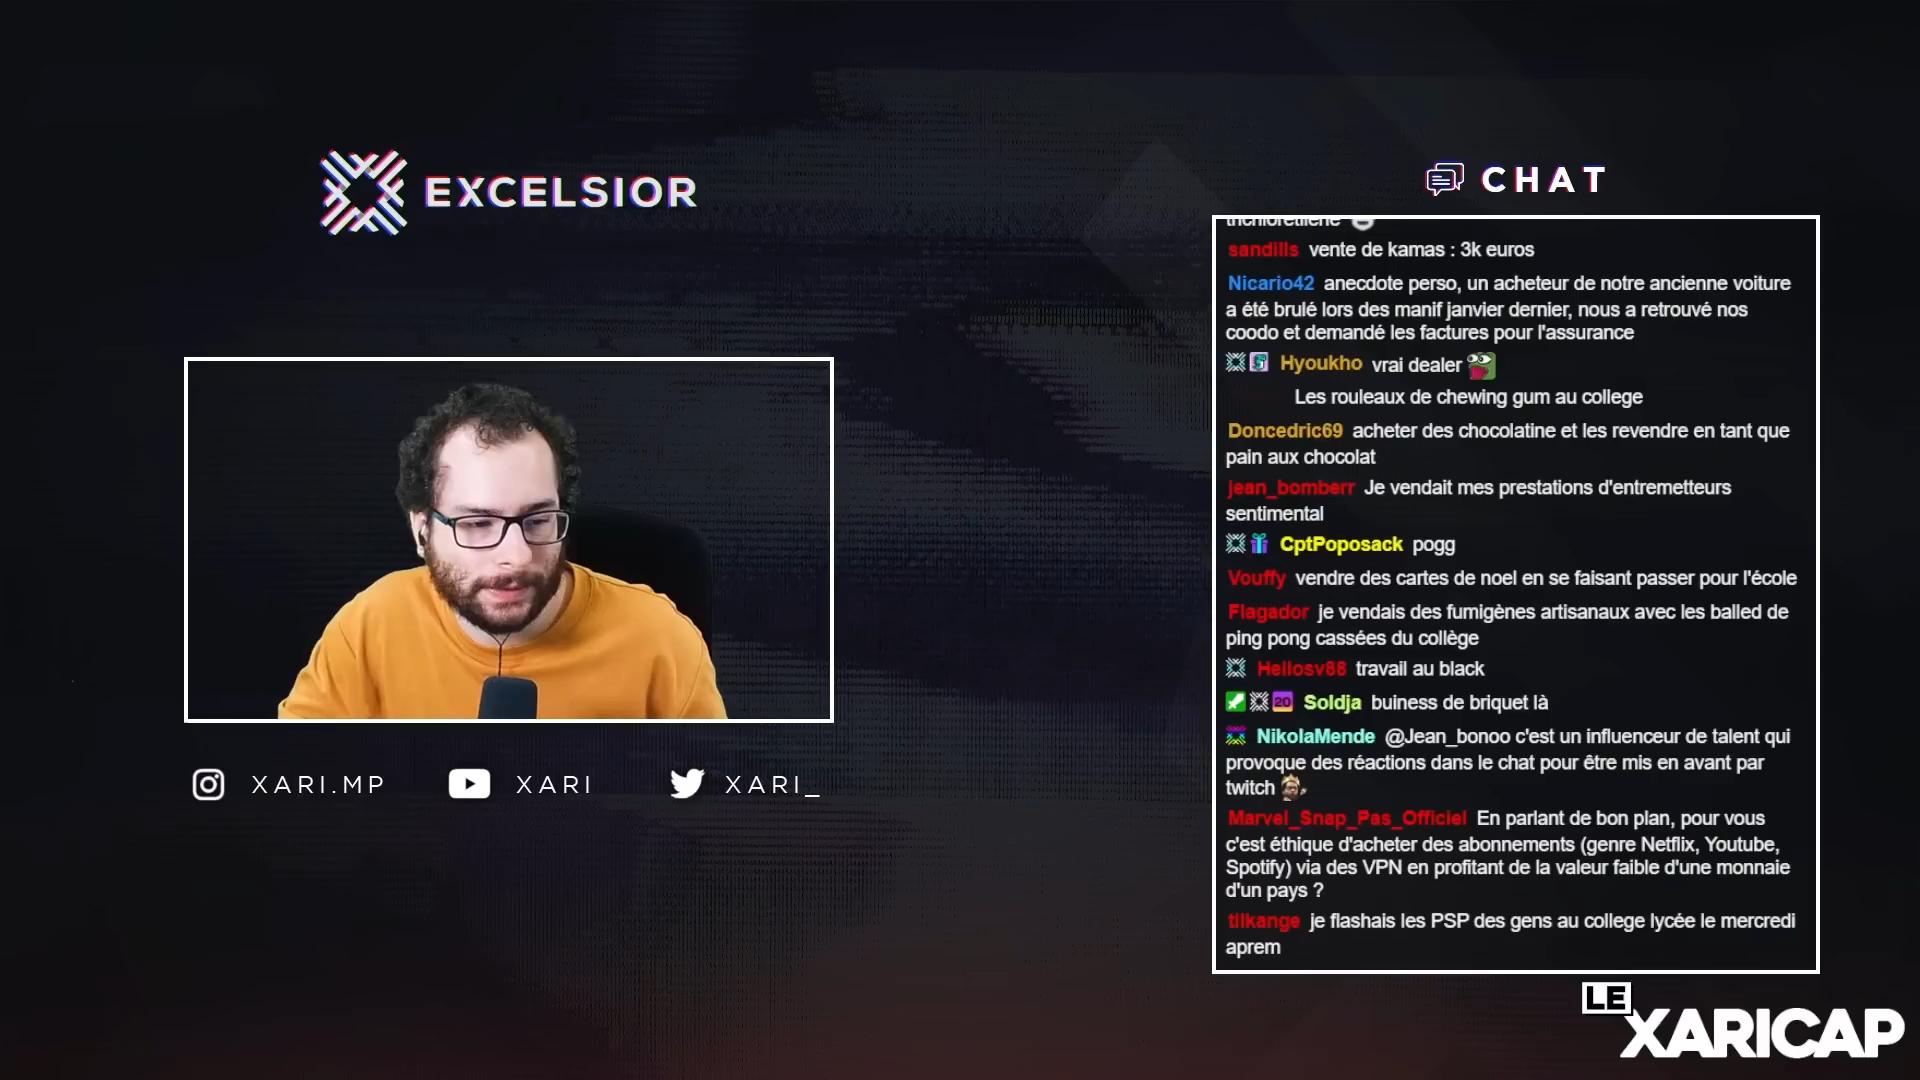 EXCELSIOR
CHAT
trichloretilène
sandills vente de kamas : 3k euros
Nicario42 anecdote perso, un acheteur de notre ancienne voiture
a été brulé lors des manif janvier dernier, nous a retrouvé nos
coodo et demandé les factures pour l'assurance
Hyoukho vrai dealer
Les rouleaux de chewing gum au college
Doncedric69 acheter des chocolatine et les revendre en tant que
pain aux chocolat
jean_bomberr Je vendait mes prestations d'entremetteurs
sentimental
CptPoposack pogg
Vouffy vendre des cartes de noel en se faisant passer pour l'école
Flagador je vendais des fumigènes artisanaux avec les balled de
ping pong cassées du collège
Hellosv88 travail au black
20 Soldja buiness de briquet là
NikolaMende @Jean_bonoo c'est un influenceur de talent qui
provoque des réactions dans le chat pour être mis en avant par
twitch
Marvel_Snap_Pas_Officiel En parlant de bon plan, pour vous
c'est éthique d'acheter des abonnements (genre Netflix, Youtube,
Spotify) via des VPN en profitant de la valeur faible d'une monnaie
d'un pays ?
tilkange je flashais les PSP des gens au college lycée le mercredi
aprem
XARI.MP
XARI
XARI_
LE
XARICAP